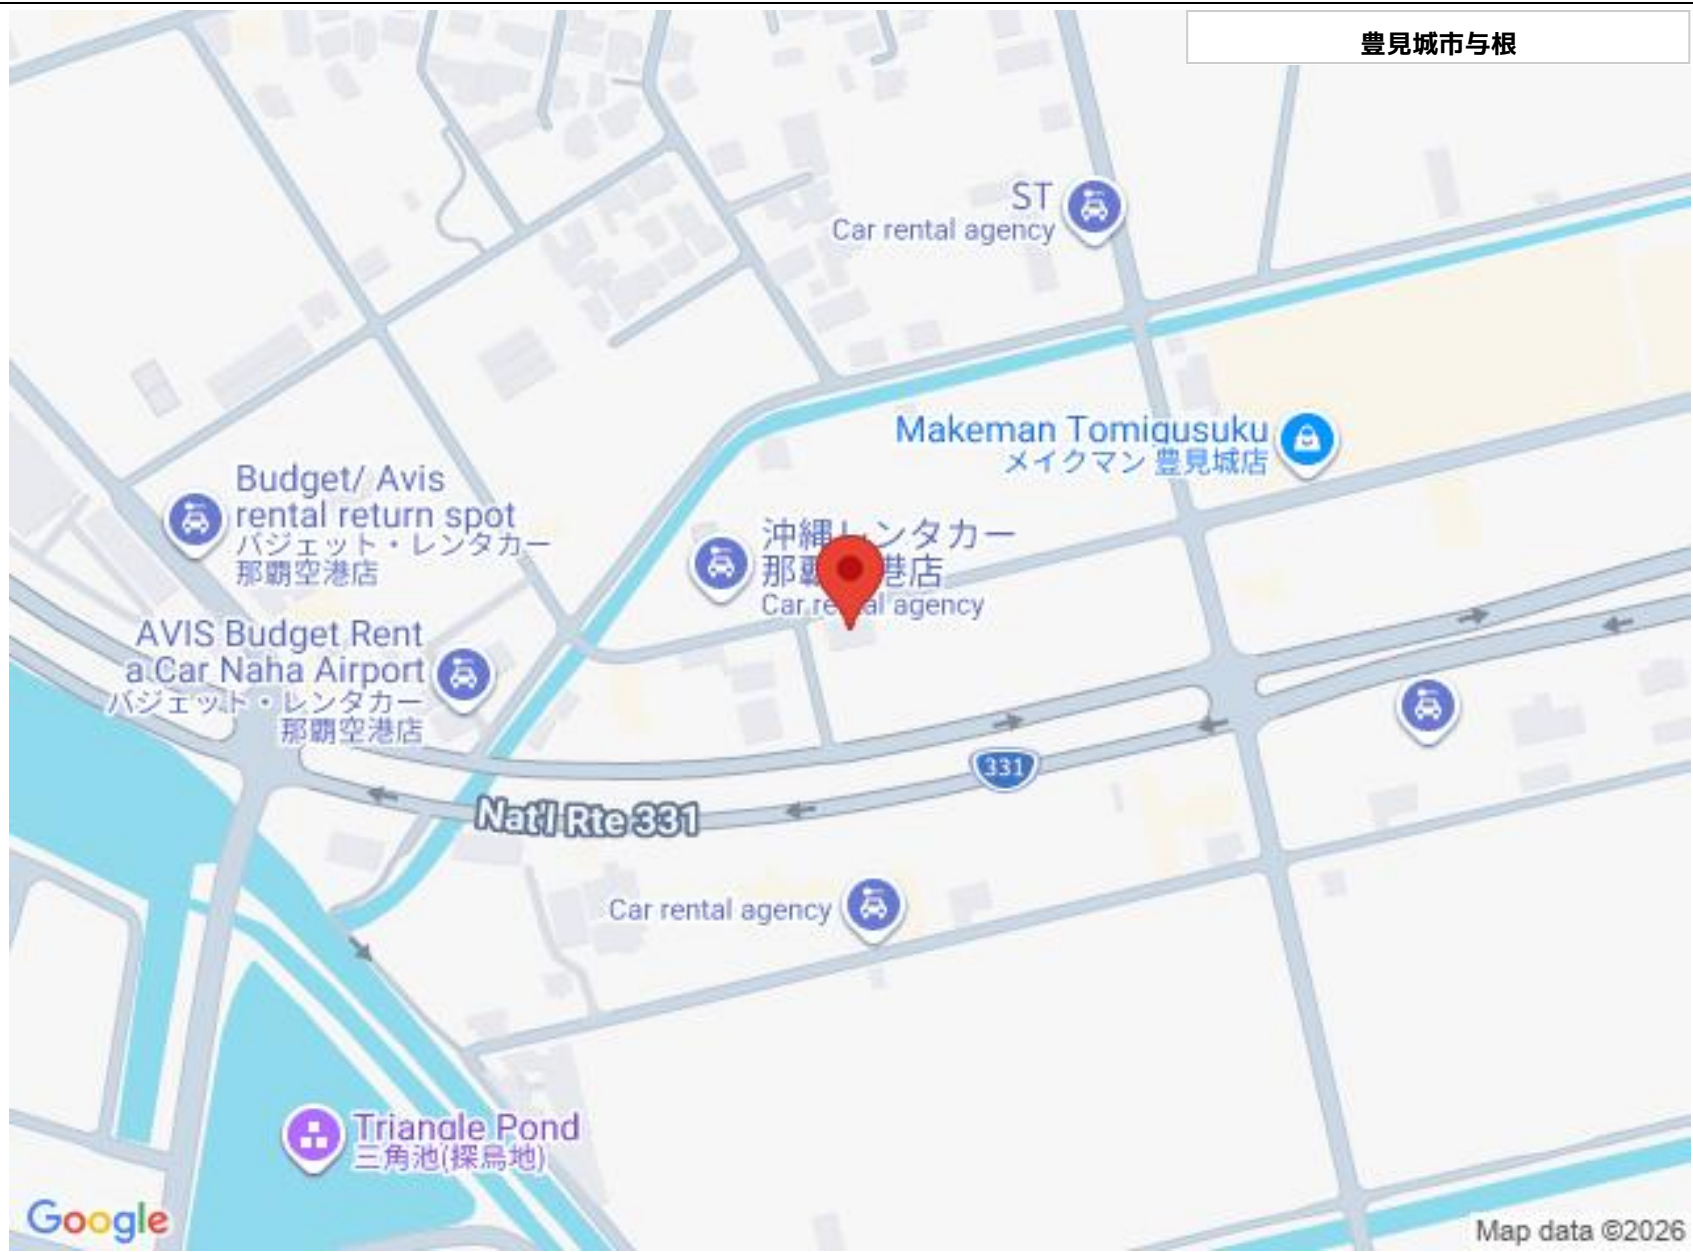 豊見城市与根
ST
Car rental agency
Makeman Tomigusuku
メイクマン 豊見城店
Budget/ Avis
rental return spot
バジェット・レンタカー
那覇空港店
沖縄レンタカー
那覇 港店
Car rental agency
AVIS Budget Rent
a Car Naha Airport
バジェット・レンタカー
那覇空港店
331
Nat'l Rte 331
Car rental agency
Triangle Pond
三角池(探鳥地)
Google
Map data ©2026